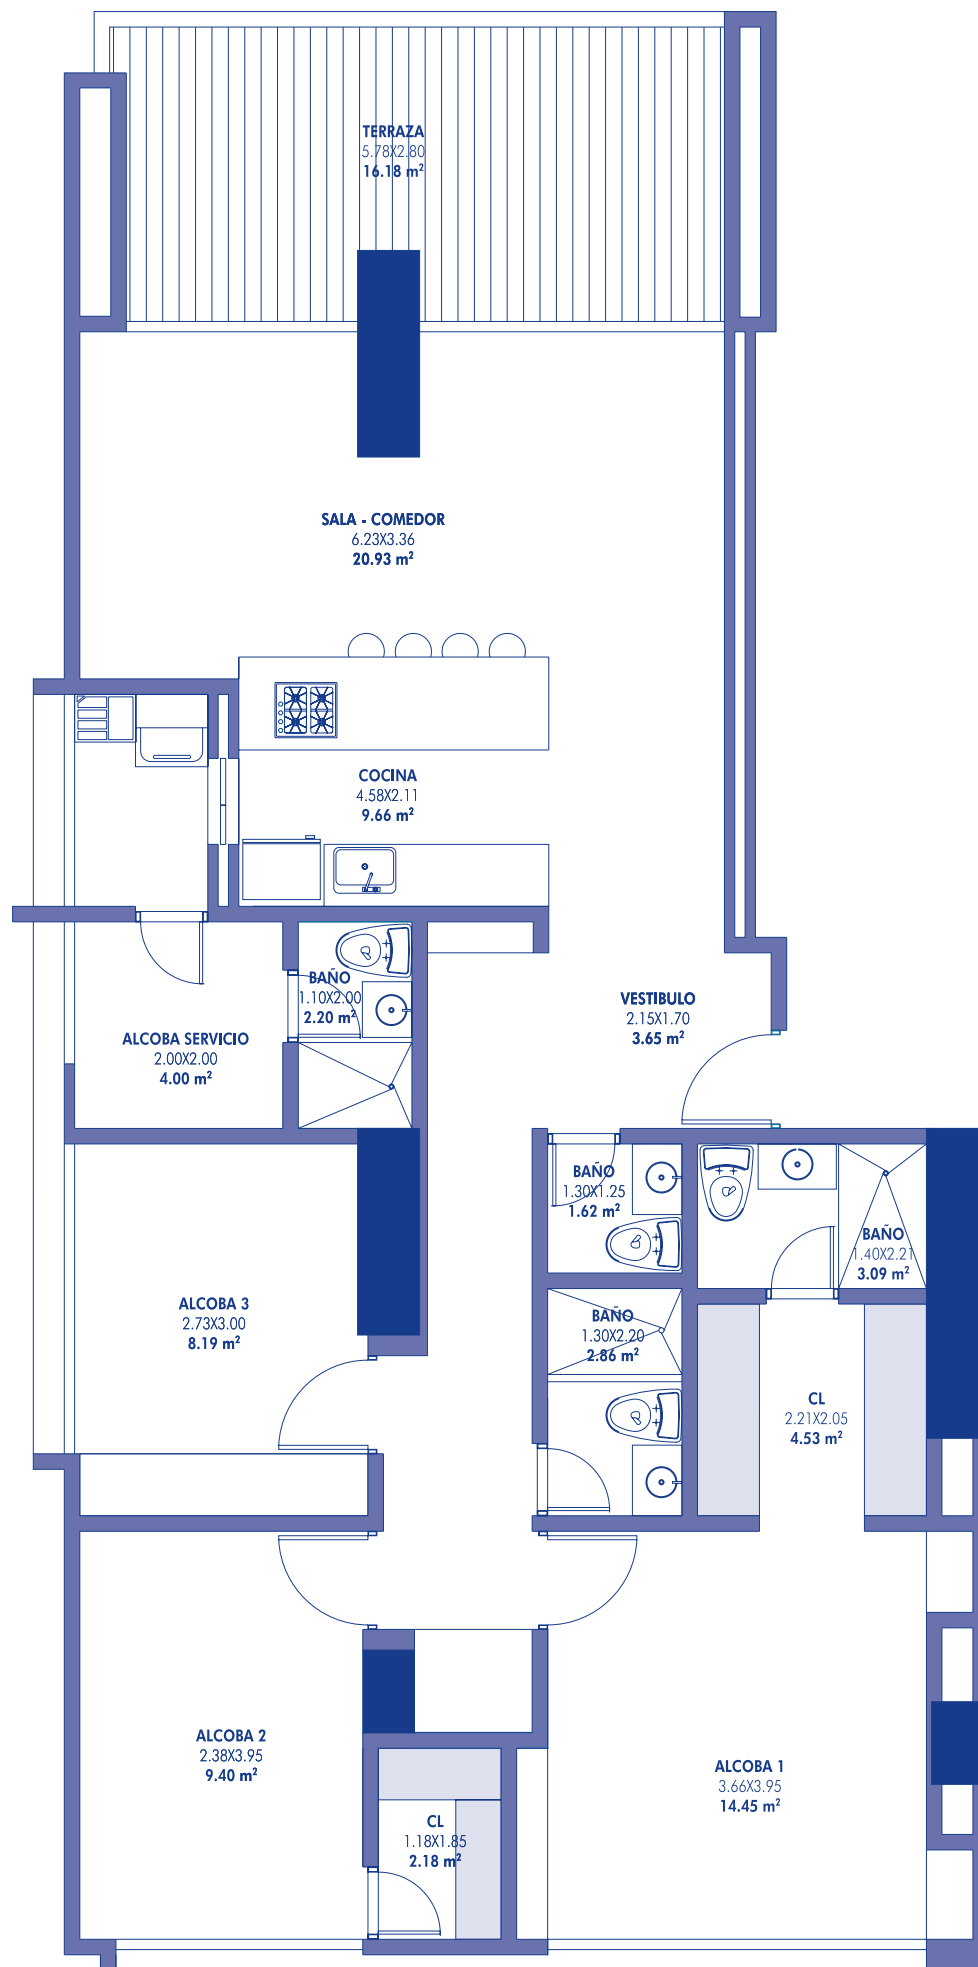 TERRAZA
5.78X2.80
16.18 m²
SALA - COMEDOR
6.23X3.36
20.93 m²
COCINA
4.58X2.11
9.66 m²
BAÑO
1.10X2.00
2.20 m²
VESTIBULO
2.15X1.70
3.65 m²
ALCOBA SERVICIO
2.00X2.00
4.00 m²
BAÑO
1.30X1.25
1.62 m²
BAÑO
1.40X2.21
3.09 m²
ALCOBA 3
2.73X3.00
8.19 m²
BAÑO
1.30X2.20
2.86 m²
CL
2.21X2.05
4.53 m²
ALCOBA 2
2.38X3.95
9.40 m²
ALCOBA 1
3.66X3.95
14.45 m²
CL
1.18X1.85
2.18 m²